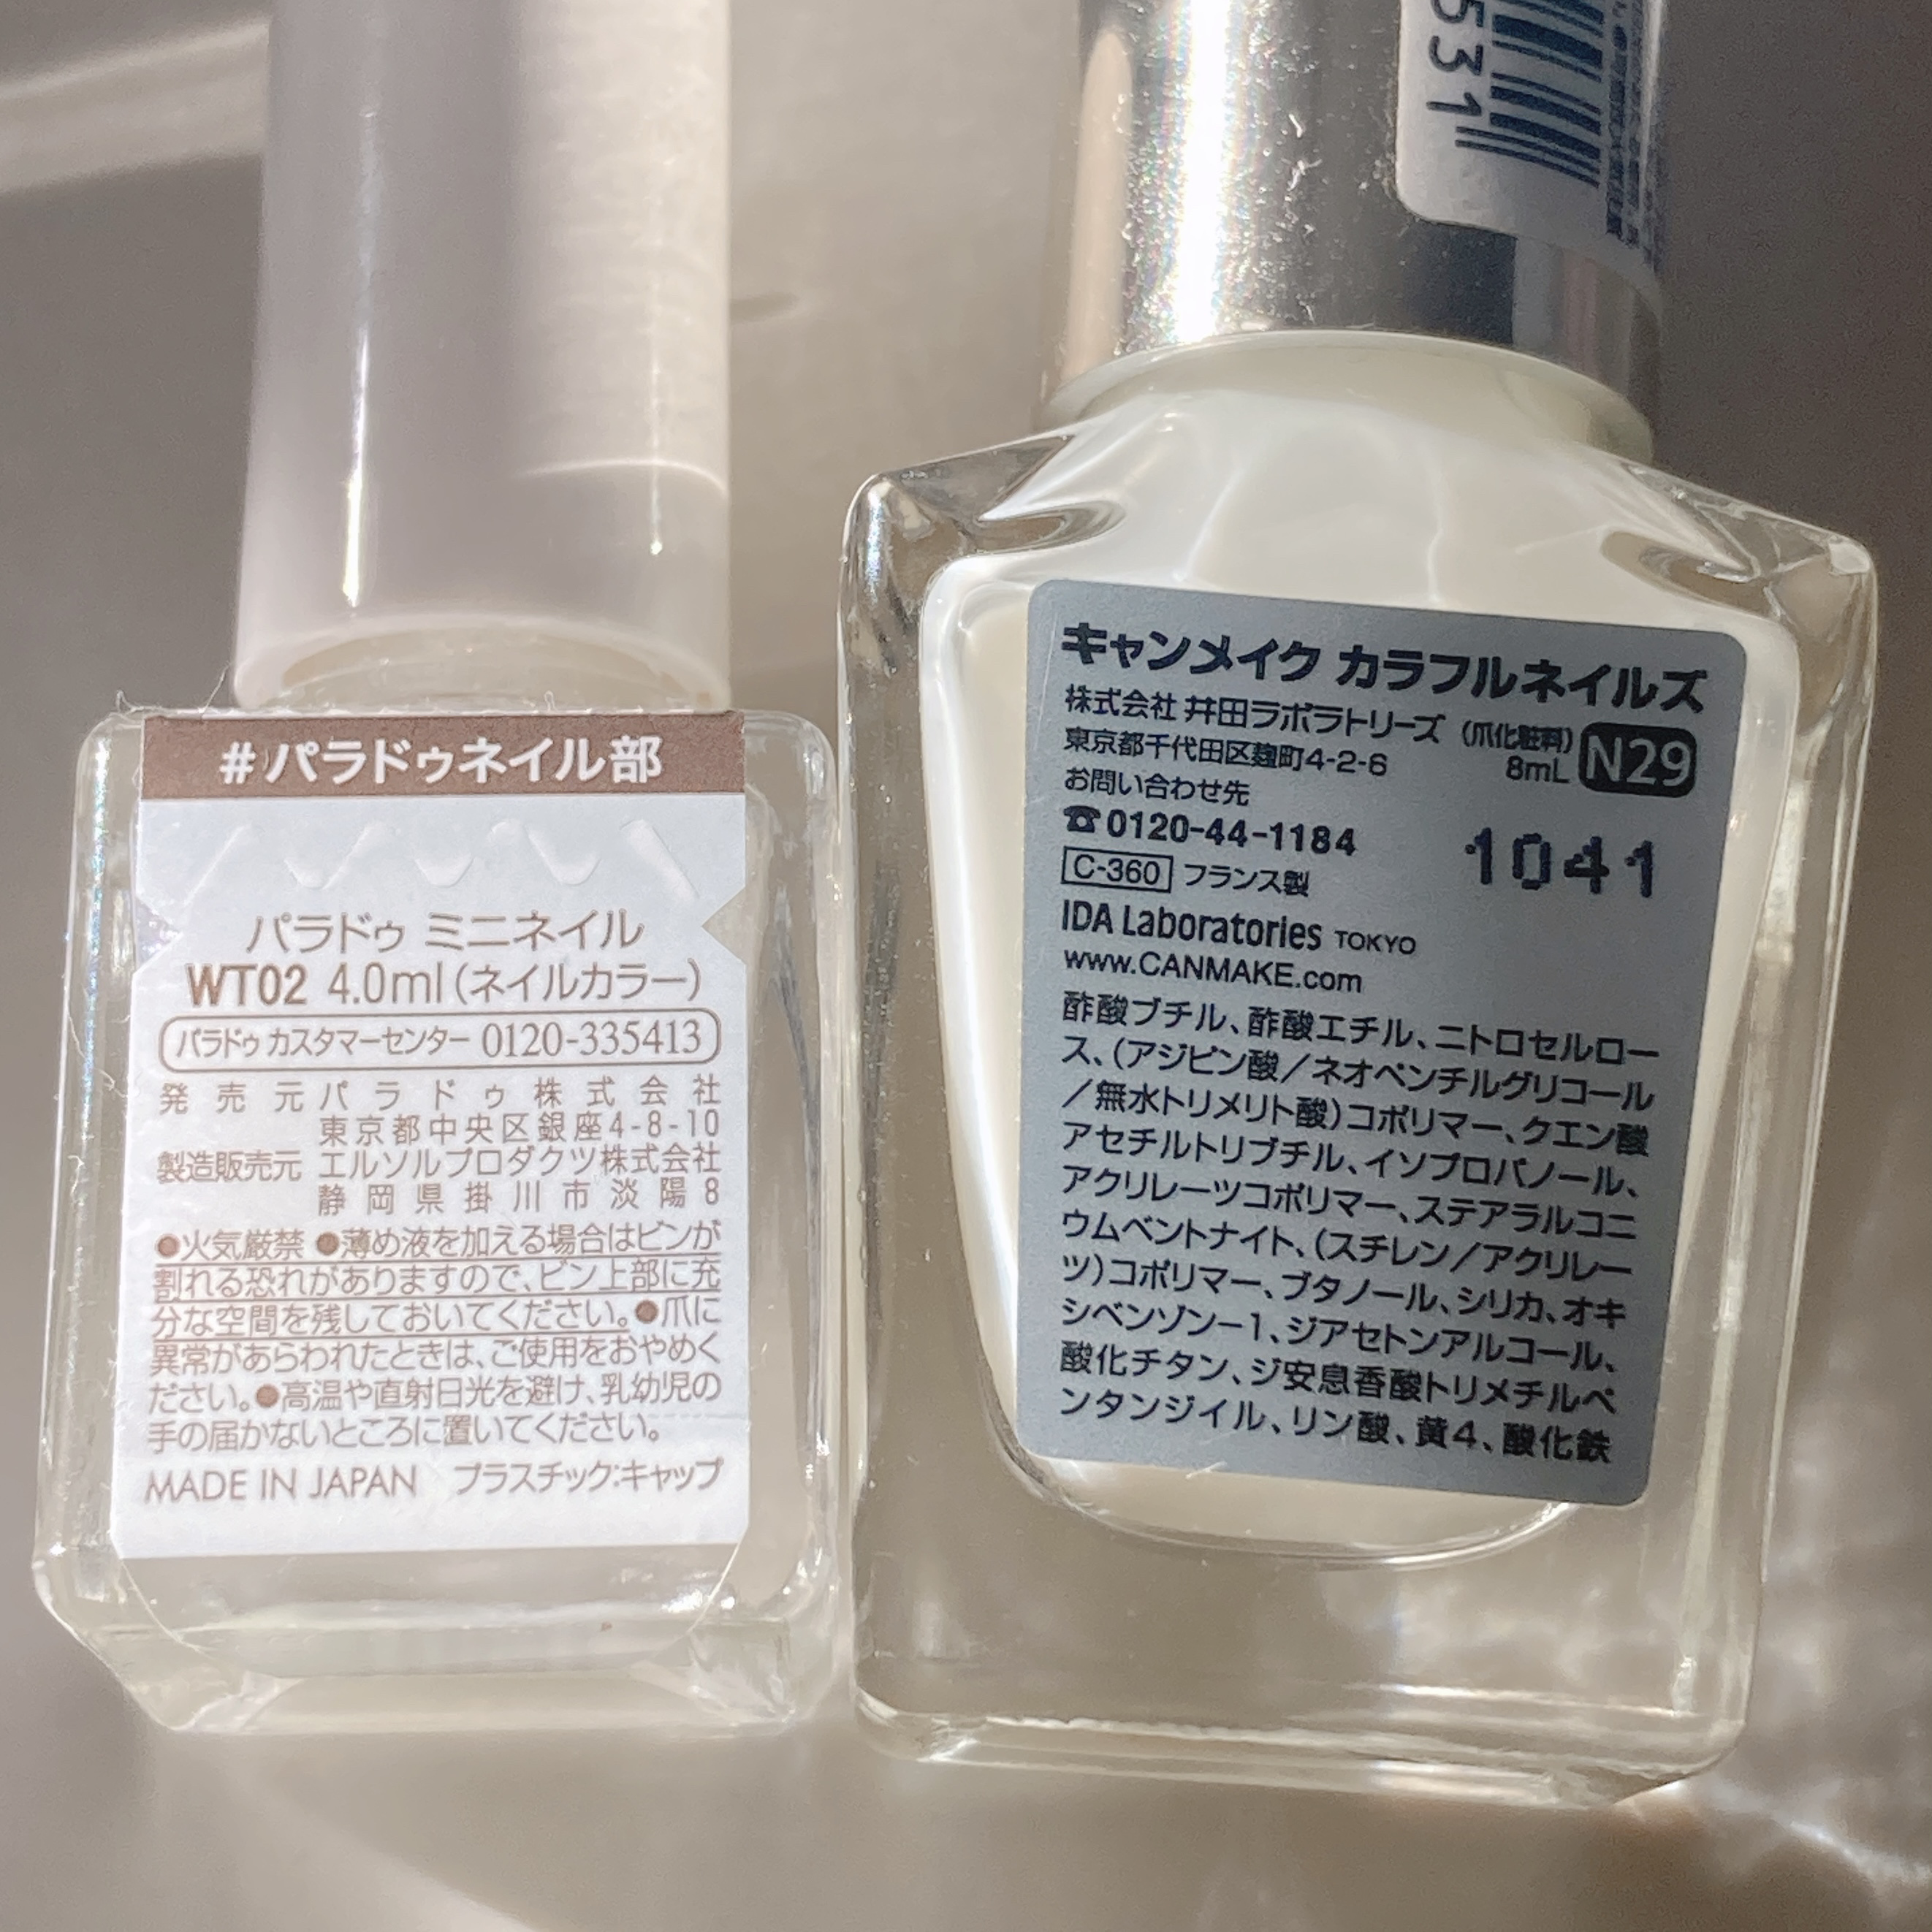 #パラドゥネイル部
パラドゥ ミニネイル
WT02 4.0ml(ネイルカラー)
パラドゥ カスタマーセンター 0120-335413
発売元 パラドゥ株式会社
東京都中央区銀座4-8-10
製造販売元 エルソルプロダクツ株式会社
静岡県掛川市淡陽8
●火気厳禁 ●薄め液を加える場合はビンが
割れる恐れがありますので、ビン上部に充
分な空間を残しておいてください。●爪に
異常があらわれたときは、ご使用をおやめく
ださい。●高温や直射日光を避け、乳幼児の
手の届かないところに置いてください。
MADE IN JAPAN プラスチック:キャップ
531
キャンメイク カラフルネイルズ
株式会社 井田ラボラトリーズ (爪化粧料)
東京都千代田区麹町4-2-6 8mL N29
お問い合わせ先
☎0120-44-1184 1041
C-360 フランス製
IDA Laboratories TOKYO
www.CANMAKE.com
酢酸ブチル、酢酸エチル、ニトロセルロー
ス、(アジピン酸/ネオペンチルグリコール
/無水トリメリト酸)コポリマー、クエン酸
アセチルトリブチル、イソプロパノール、
アクリレーツコポリマー、ステアラルコニ
ウムベントナイト、(スチレン/アクリレー
ツ)コポリマー、ブタノール、シリカ、オキ
シベンゾン-1、ジアセトンアルコール、
酸化チタン、ジ安息香酸トリメチルペ
ンタンジイル、リン酸、黄4、酸化鉄